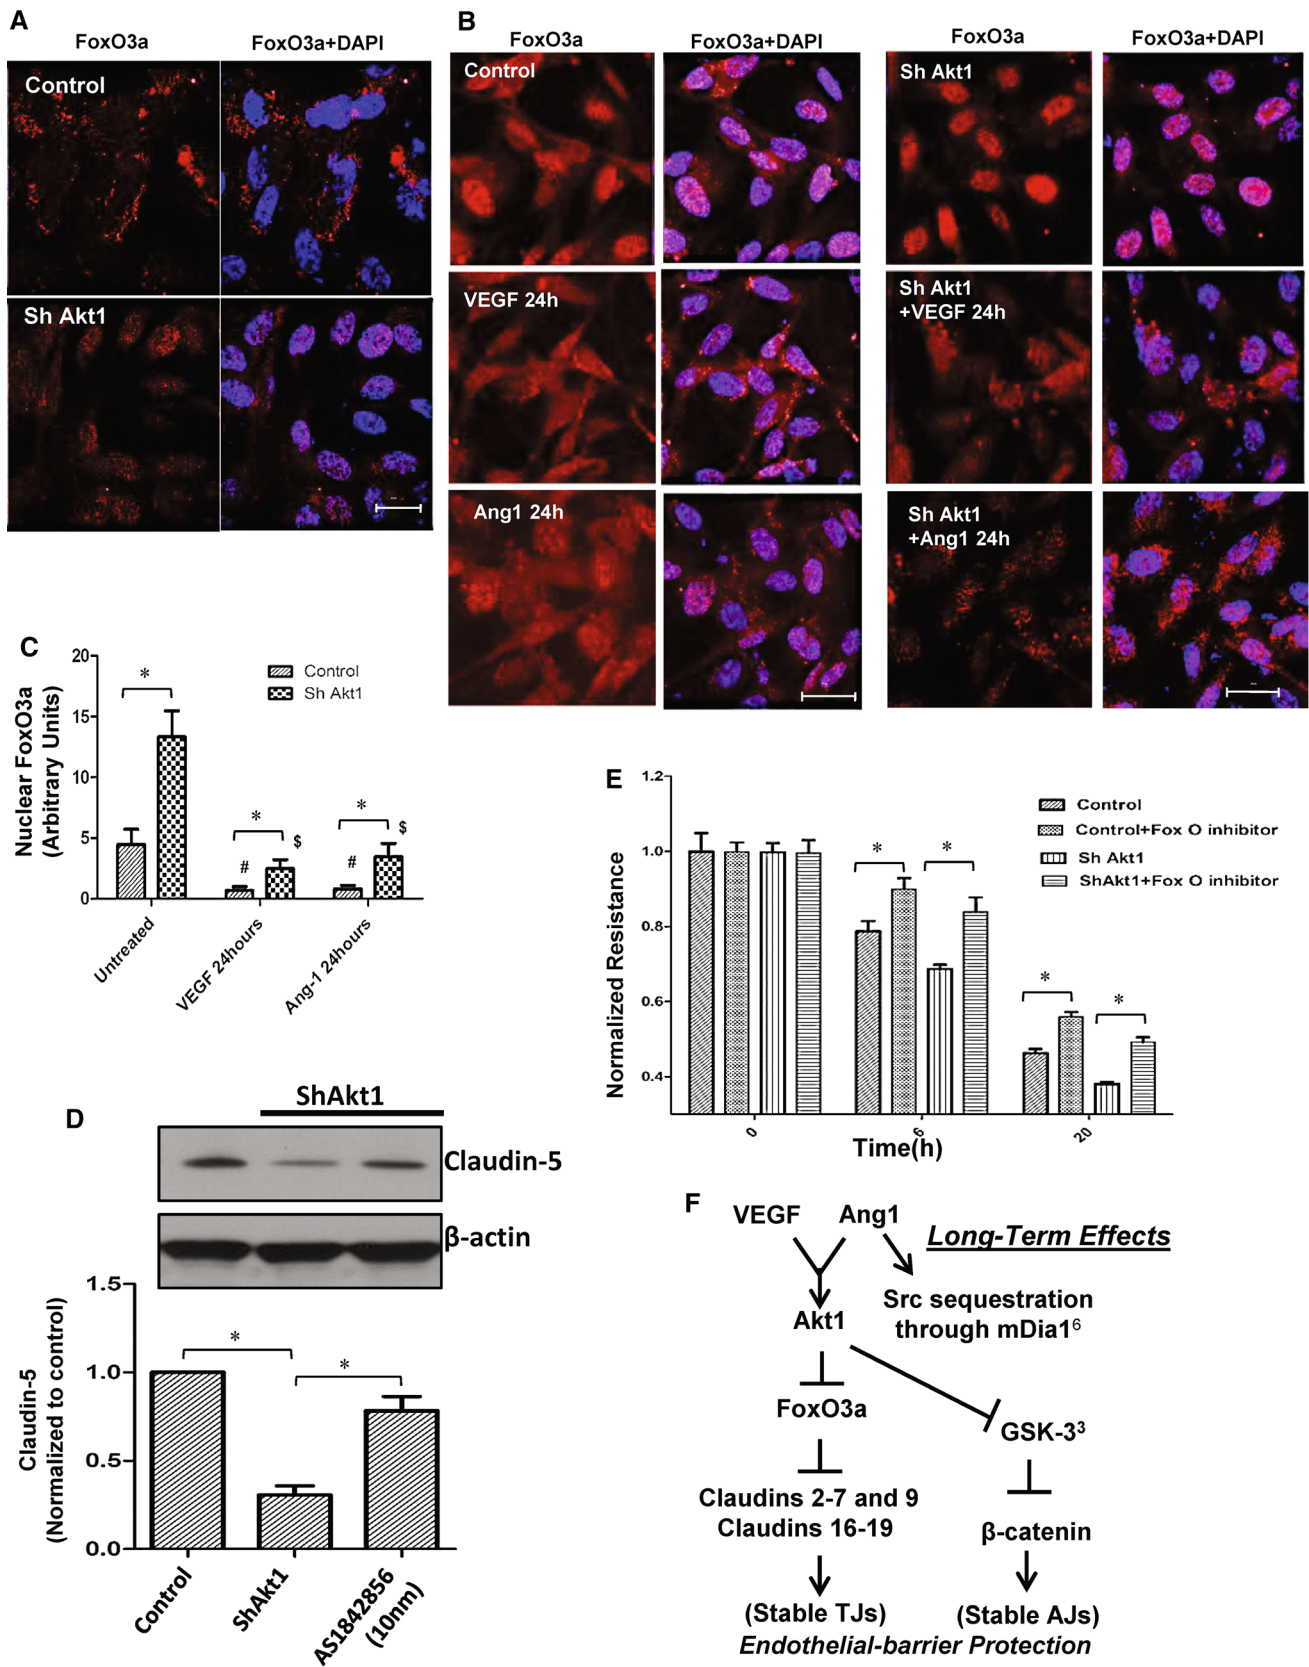 A
FoxO3a
FoxO3a+DAPI
Control
Sh Akt1
B
FoxO3a
FoxO3a+DAPI
FoxO3a
FoxO3a+DAPI
Control
Sh Akt1
VEGF 24h
Sh Akt1
+VEGF 24h
Ang1 24h
Sh Akt1
+Ang1 24h
C
Nuclear FoxO3a
(Arbitrary Units)
20
15
10
5
0
*
*
*
#
$
#
$
Control
Sh Akt1
Untreated
VEGF 24hours
Ang-1 24hours
D
ShAkt1
Claudin-5
β-actin
Claudin-5
(Normalized to control)
1.5
1.0
0.5
0.0
*
*
Control
ShAkt1
AS1842856
(10nm)
E
Normalized Resistance
1.2
1.0
0.8
0.6
0.4
*
*
*
*
Control
Control+Fox O inhibitor
Sh Akt1
ShAkt1+Fox O inhibitor
0
6
20
Time(h)
F
VEGF
Ang1
Long-Term Effects
Src sequestration
through mDia1⁶
Akt1
FoxO3a
GSK-3³
Claudins 2-7 and 9
Claudins 16-19
β-catenin
(Stable TJs)
(Stable AJs)
Endothelial-barrier Protection